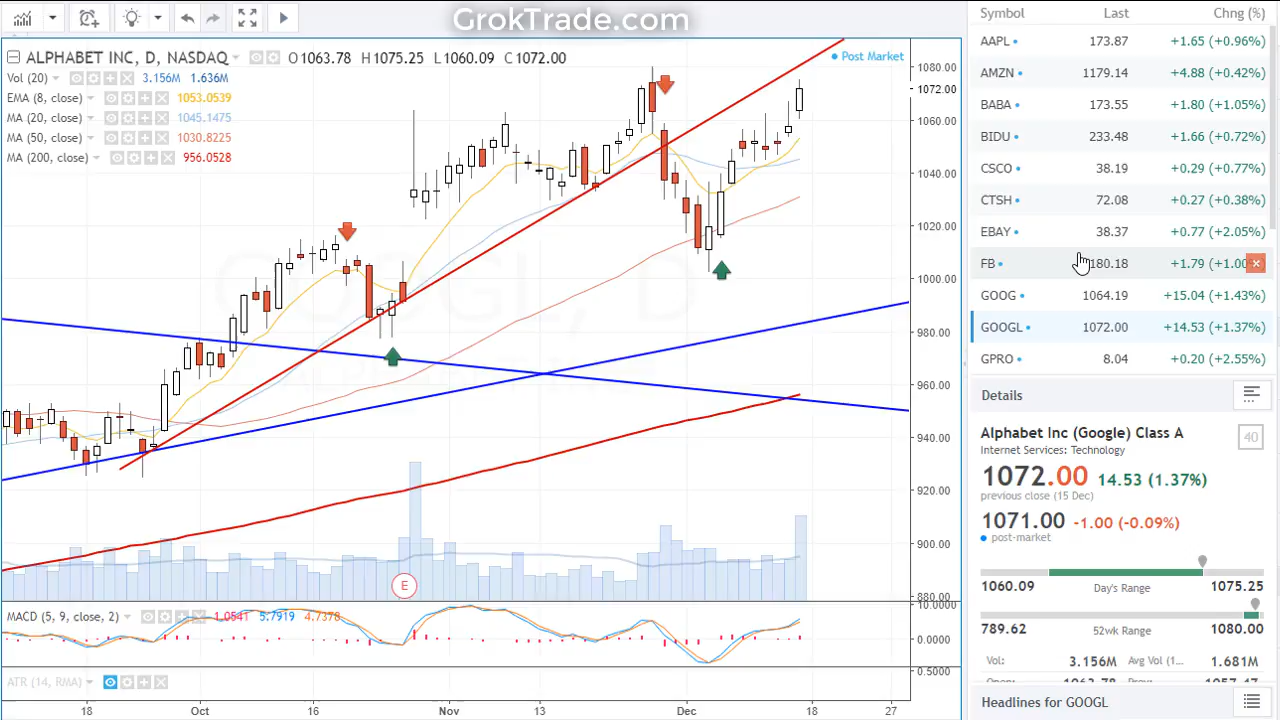 GrokTrade.com
ALPHABET INC, D, NASDAQ O1063.78 H1075.25 L1060.09 C1072.00
Post Market
Vol (20) 3.156M 1.636M
EMA (8, close) 1053.0539
MA (20, close) 1045.1475
MA (50, close) 1030.8225
MA (200, close) 956.0528
1080.00
1072.00
1060.00
1040.00
1020.00
1000.00
980.00
960.00
940.00
920.00
900.00
880.00
E
MACD (5, 9, close, 2) 1.0541 5.7919 4.7378
10.0000
0.0000
ATR (14, RMA)
0.5000
18 Oct 16 Nov 13 Dec 18 27
Symbol Last Chng (%)
AAPL 173.87 +1.65 (+0.96%)
AMZN 1179.14 +4.88 (+0.42%)
BABA 173.55 +1.80 (+1.05%)
BIDU 233.48 +1.66 (+0.72%)
CSCO 38.19 +0.29 (+0.77%)
CTSH 72.08 +0.27 (+0.38%)
EBAY 38.37 +0.77 (+2.05%)
FB 180.18 +1.79 (+1.00
GOOG 1064.19 +15.04 (+1.43%)
GOOGL 1072.00 +14.53 (+1.37%)
GPRO 8.04 +0.20 (+2.55%)
Details
Alphabet Inc (Google) Class A 40
Internet Services: Technology
1072.00 14.53 (1.37%)
previous close (15 Dec)
1071.00 -1.00 (-0.09%)
post-market
1060.09 Day's Range 1075.25
789.62 52wk Range 1080.00
Vol: 3.156M Avg Vol (1... 1.681M
Headlines for GOOGL